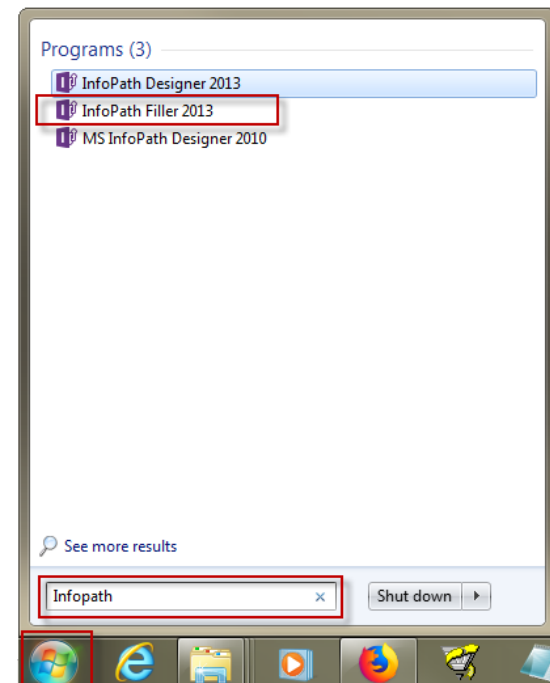 Programs (3)
InfoPath Designer 2013
InfoPath Filler 2013
MS InfoPath Designer 2010
See more results
Infopath
Shut down